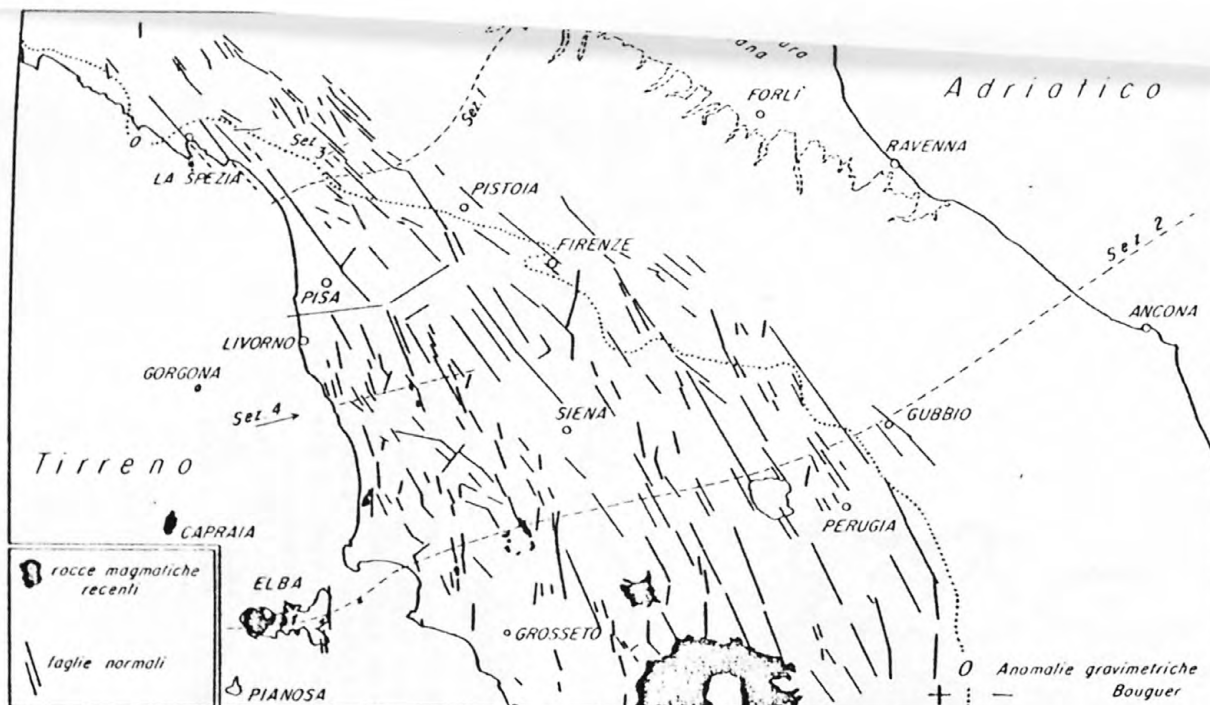 Adriatico
FORLÌ
RAVENNA
Sez. 1
Sez. 3
LA SPEZIA
PISTOIA
FIRENZE
Sez. 2
PISA
ANCONA
LIVORNO
GORGONA
Sez. 4
SIENA
GUBBIO
Tirreno
PERUGIA
CAPRAIA
ELBA
GROSSETO
PIANOSA
rocce magmatiche
recenti
faglie normali
0
0 Anomalie gravimetriche
+ — Bouguer